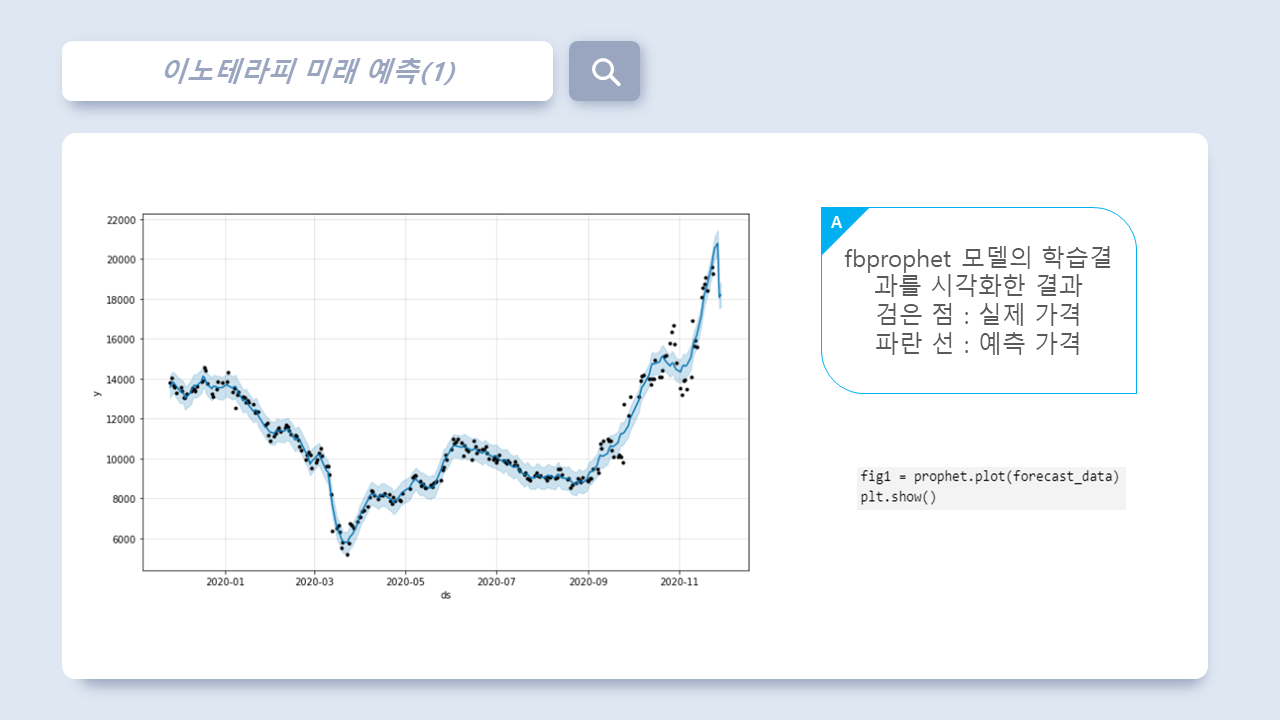 이노테라피 미래 예측(1)
22000
20000
18000
16000
14000
12000
10000
8000
6000
y
2020-01 2020-03 2020-05 2020-07 2020-09 2020-11
ds
A
fbprophet 모델의 학습결
과를 시각화한 결과
검은 점 : 실제 가격
파란 선 : 예측 가격
fig1 = prophet.plot(forecast_data)
plt.show()